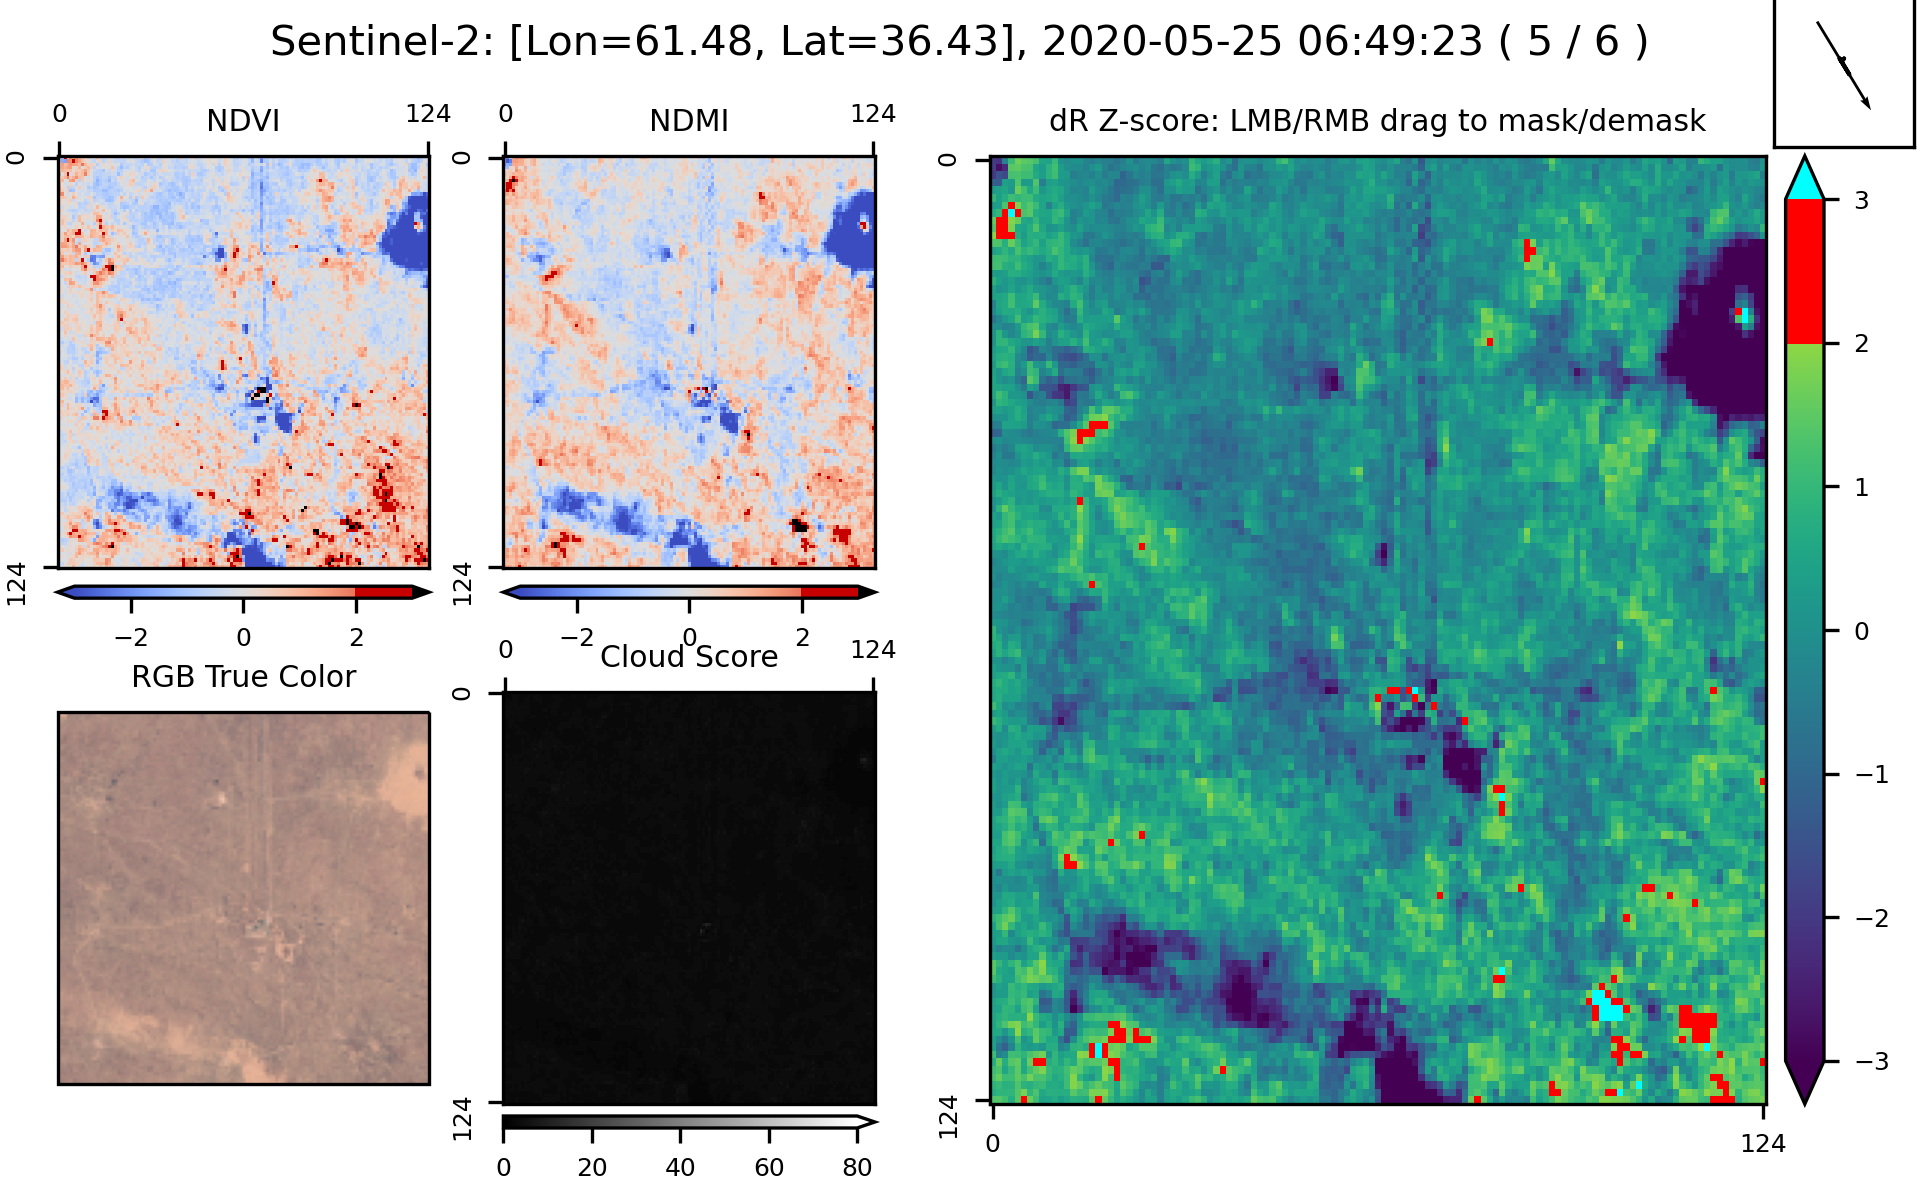 Sentinel-2: [Lon=61.48, Lat=36.43], 2020-05-25 06:49:23 ( 5 / 6 )
0 NDVI 124
0
124
−2 0 2
0 NDMI 124
0
124
−2 0 2
RGB True Color
0 Cloud Score 124
0
124
0 20 40 60 80
dR Z-score: LMB/RMB drag to mask/demask
0
124
0 124
3
2
1
0
−1
−2
−3